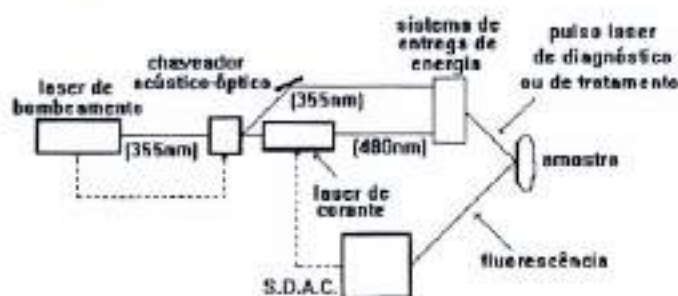 sistema de
entrega de
energia
pulso laser
de diagnóstico
ou de tratamento
chaveador
acústico-óptico
laser de
bombeamento
(355nm)
(355nm)
(480nm)
amostra
laser de
corante
fluorescência
S.D.A.C.